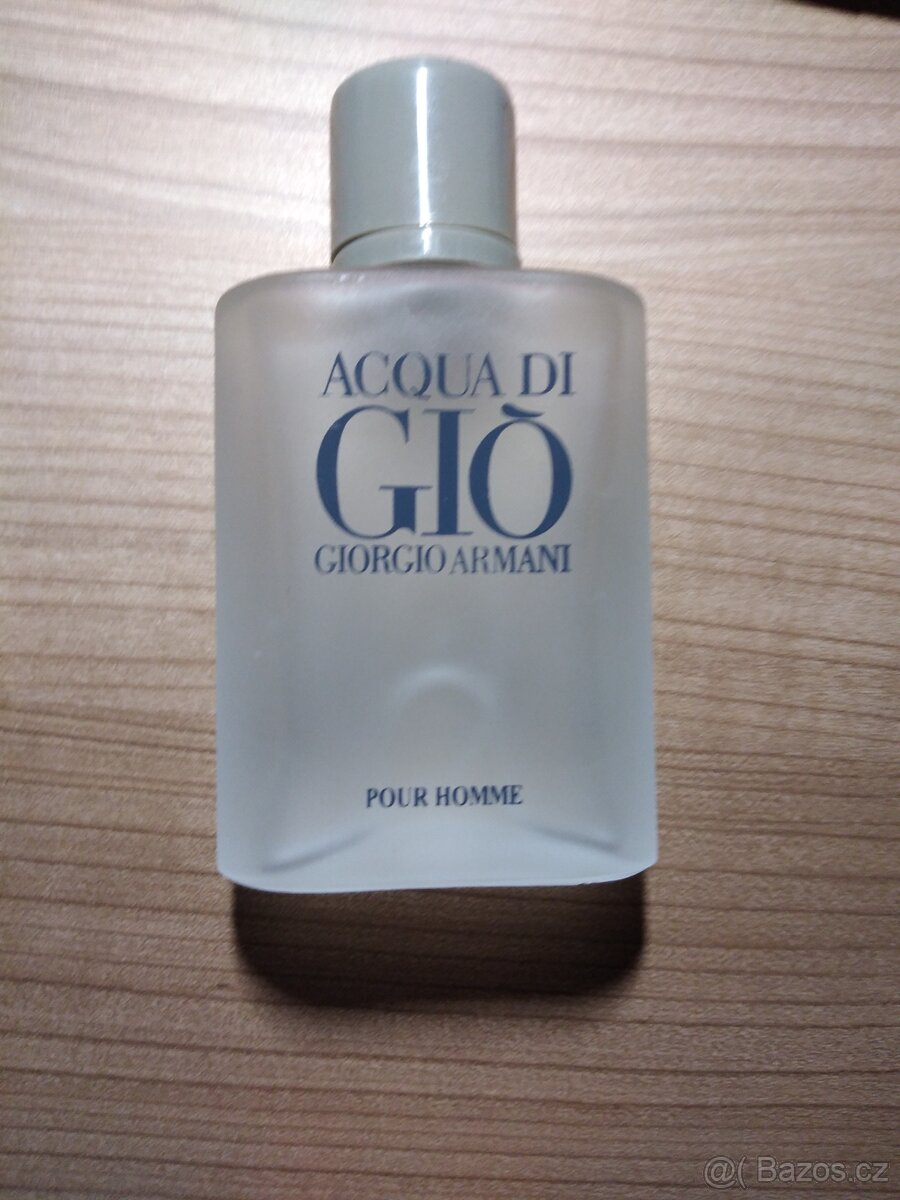 ACQUA DI
GIÒ
GIORGIO ARMANI
POUR HOMME
@( Bazos.cz